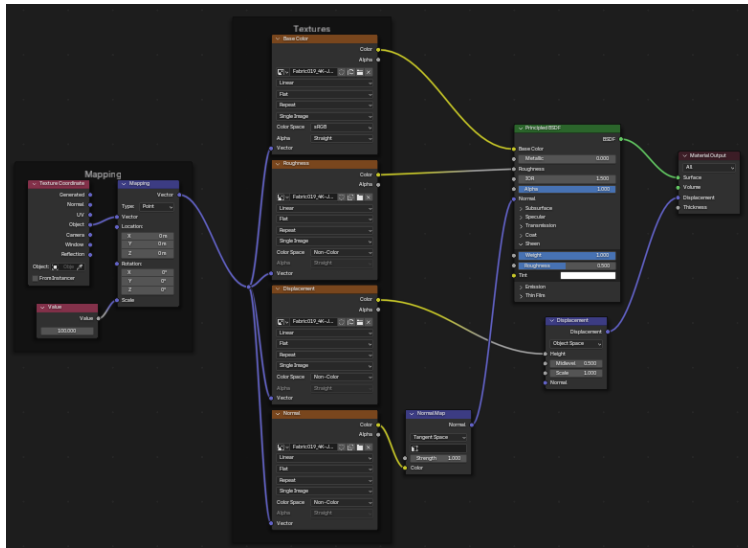 Textures
Base Color
Color
Alpha
Fabric019_4K-J...
Linear
Flat
Repeat
Single Image
Color Space sRGB
Alpha Straight
Vector
Roughness
Color
Alpha
Fabric019_4K-J...
Linear
Flat
Repeat
Single Image
Color Space Non-Color
Alpha Straight
Vector
Displacement
Color
Alpha
Fabric019_4K-J...
Linear
Flat
Repeat
Single Image
Color Space Non-Color
Alpha Straight
Vector
Normal
Color
Alpha
Fabric019_4K-J...
Linear
Flat
Repeat
Single Image
Color Space Non-Color
Alpha Straight
Vector
Mapping
Texture Coordinate
Generated
Normal
UV
Object
Camera
Window
Reflection
Object:
From Instancer
Value
Value
100.000
Mapping
Vector
Type: Point
Vector
Location:
X 0 m
Y 0 m
Z 0 m
Rotation:
X 0°
Y 0°
Z 0°
Scale
Normal Map
Normal
Tangent Space
Strength 1.000
Color
Principled BSDF
BSDF
Base Color
Metallic 0.000
Roughness
IOR 1.500
Alpha 1.000
Normal
Subsurface
Specular
Transmission
Coat
Sheen
Weight 1.000
Roughness 0.500
Tint
Emission
Thin Film
Displacement
Displacement
Object Space
Height
Midlevel 0.500
Scale 1.000
Normal
Material Output
All
Surface
Volume
Displacement
Thickness